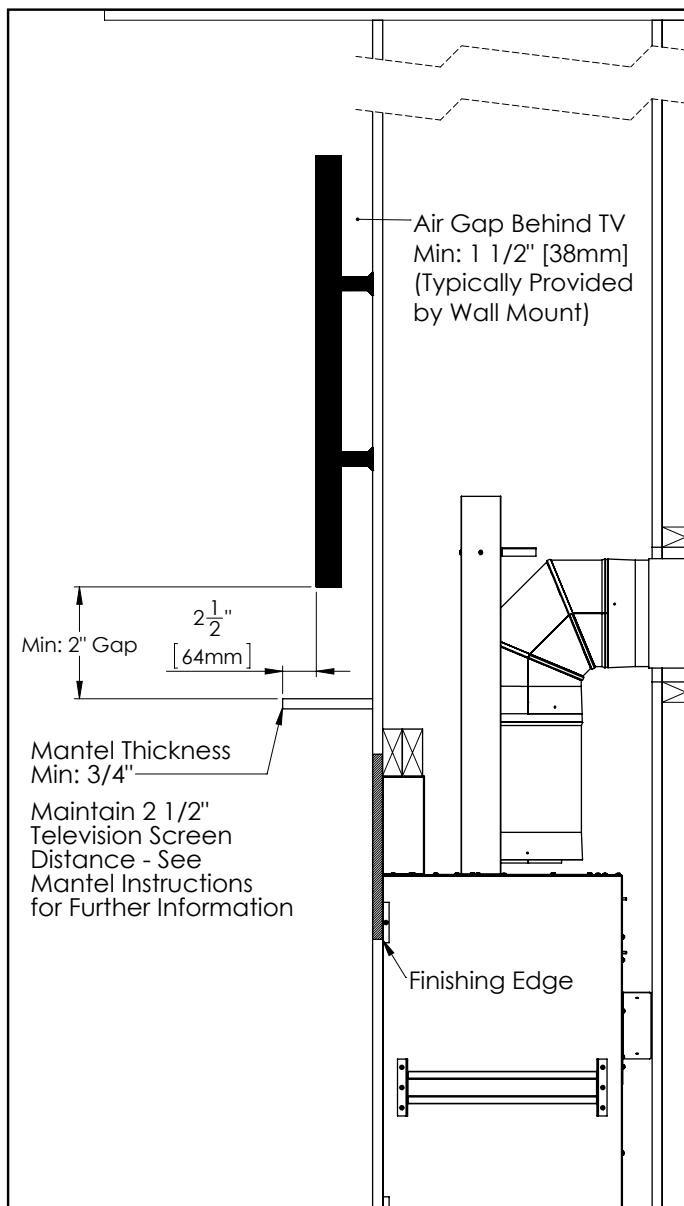 Air Gap Behind TV
Min: 1 1/2" [38mm]
(Typically Provided
by Wall Mount)
2 1/2"
[64mm]
Min: 2" Gap
Mantel Thickness
Min: 3/4"
Maintain 2 1/2"
Television Screen
Distance - See
Mantel Instructions
for Further Information
Finishing Edge